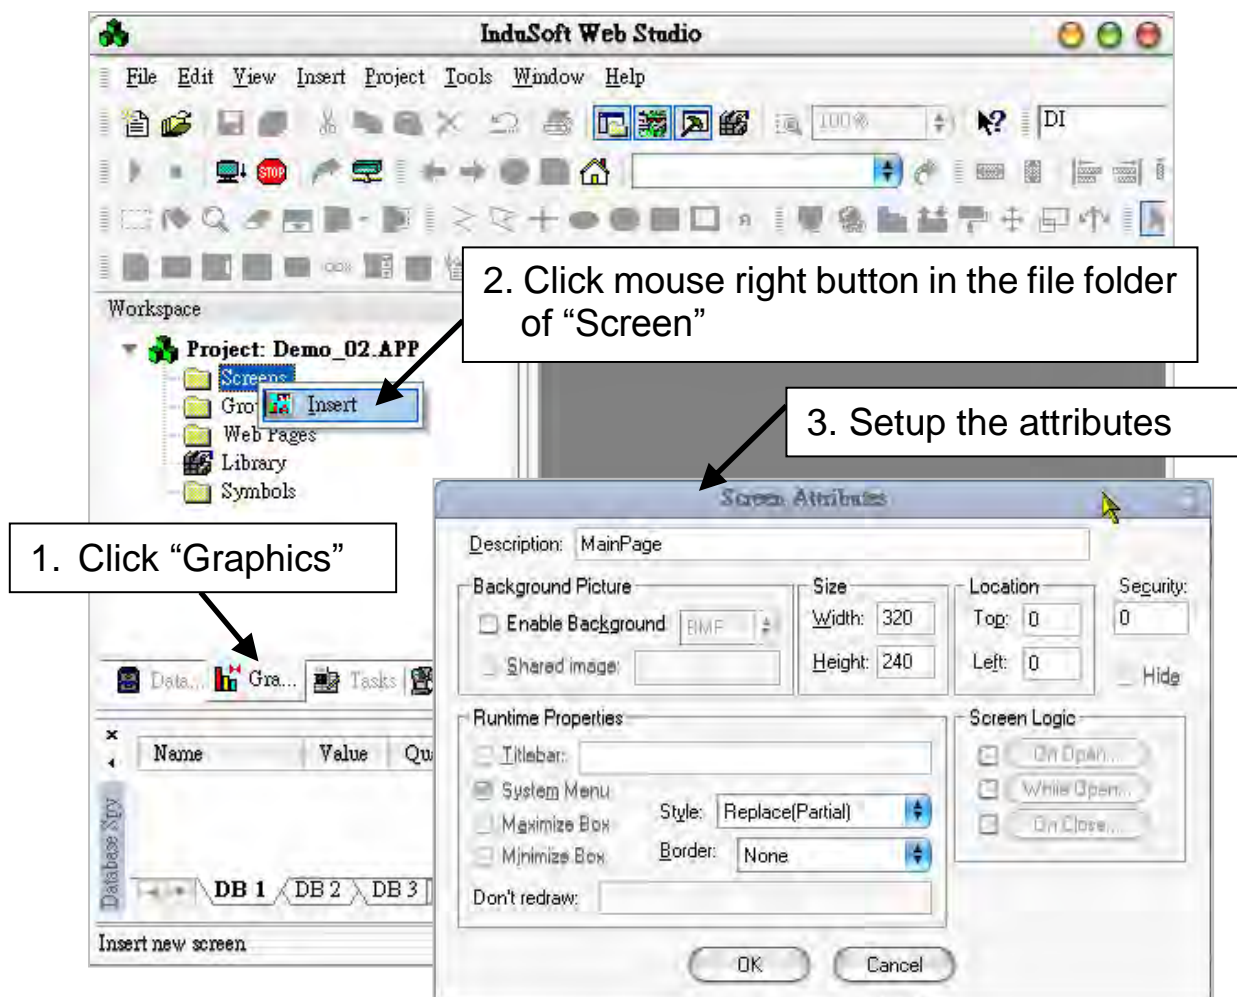 InduSoft Web Studio
File Edit View Insert Project Tools Window Help
100%
DI
2. Click mouse right button in the file folder
of “Screen”
Workspace
Project: Demo_02.APP
Screens
Insert
Web Pages
Library
Symbols
3. Setup the attributes
1. Click “Graphics”
Data... Gra... Tasks
Name Value
Database Spy
DB 1 DB 2 DB 3
Insert new screen
Screen Attributes
Description: MainPage
Background Picture
Enable Background BMP
Shared image:
Size
Width: 320
Height: 240
Location
Top: 0
Left: 0
Security:
0
Hide
Runtime Properties
Titlebar:
System Menu
Maximize Box
Minimize Box
Style: Replace(Partial)
Border: None
Don't redraw:
Screen Logic
On Open...
While Open...
On Close...
OK Cancel